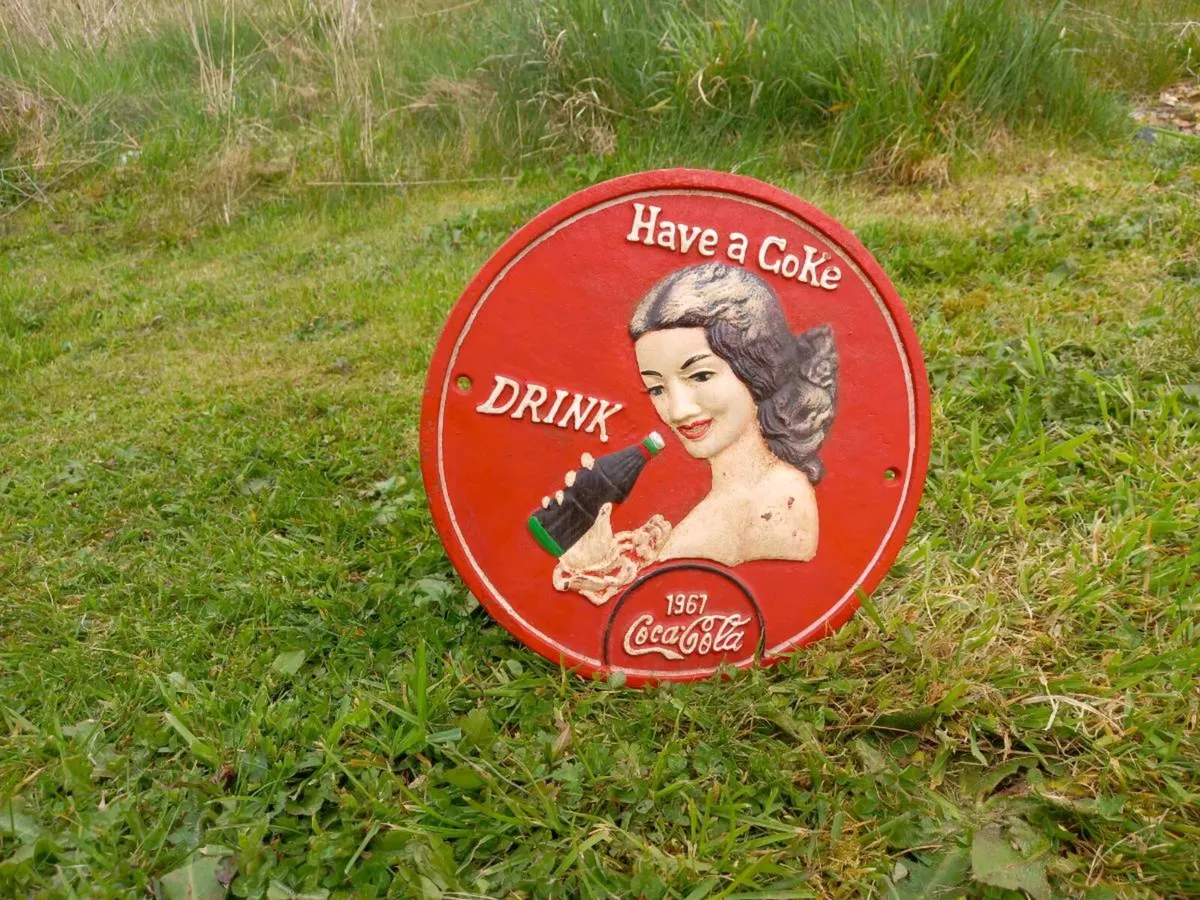 Have a Coke
DRINK
1967
Coca-Cola